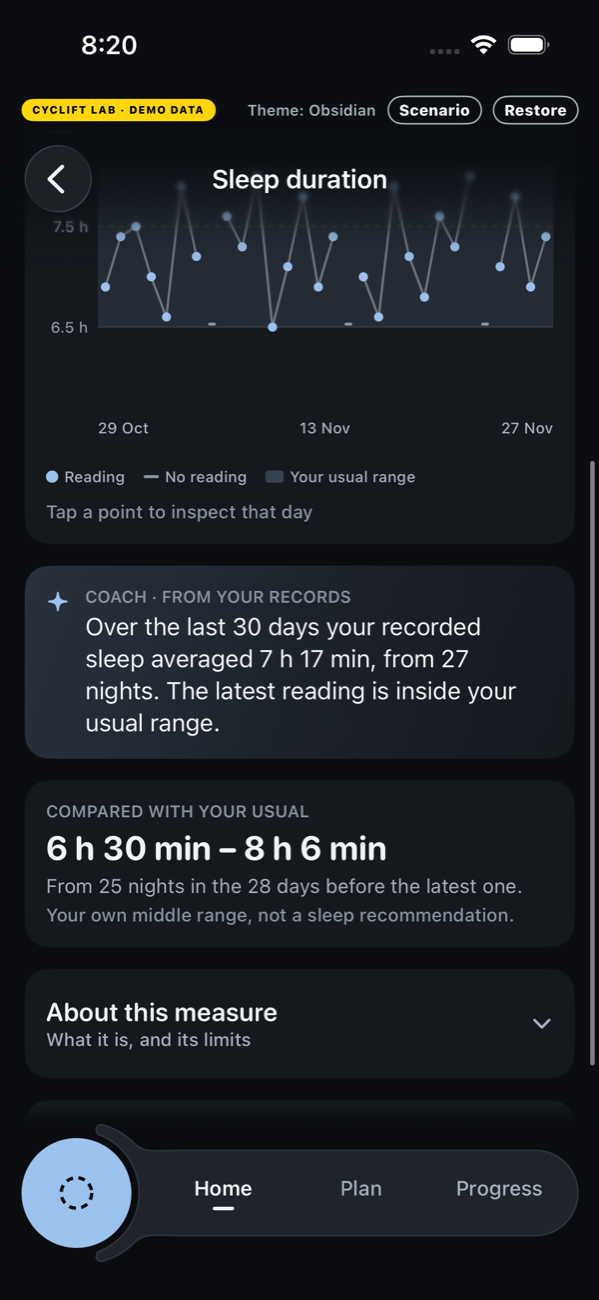 8:20
CYCLIFT LAB · DEMO DATA
Theme: Obsidian
Scenario
Restore
Sleep duration
7.5 h
6.5 h
29 Oct
13 Nov
27 Nov
Reading
No reading
Your usual range
Tap a point to inspect that day
COACH · FROM YOUR RECORDS
Over the last 30 days your recorded
sleep averaged 7 h 17 min, from 27
nights. The latest reading is inside your
usual range.
COMPARED WITH YOUR USUAL
6 h 30 min – 8 h 6 min
From 25 nights in the 28 days before the latest one.
Your own middle range, not a sleep recommendation.
About this measure
What it is, and its limits
Home
Plan
Progress